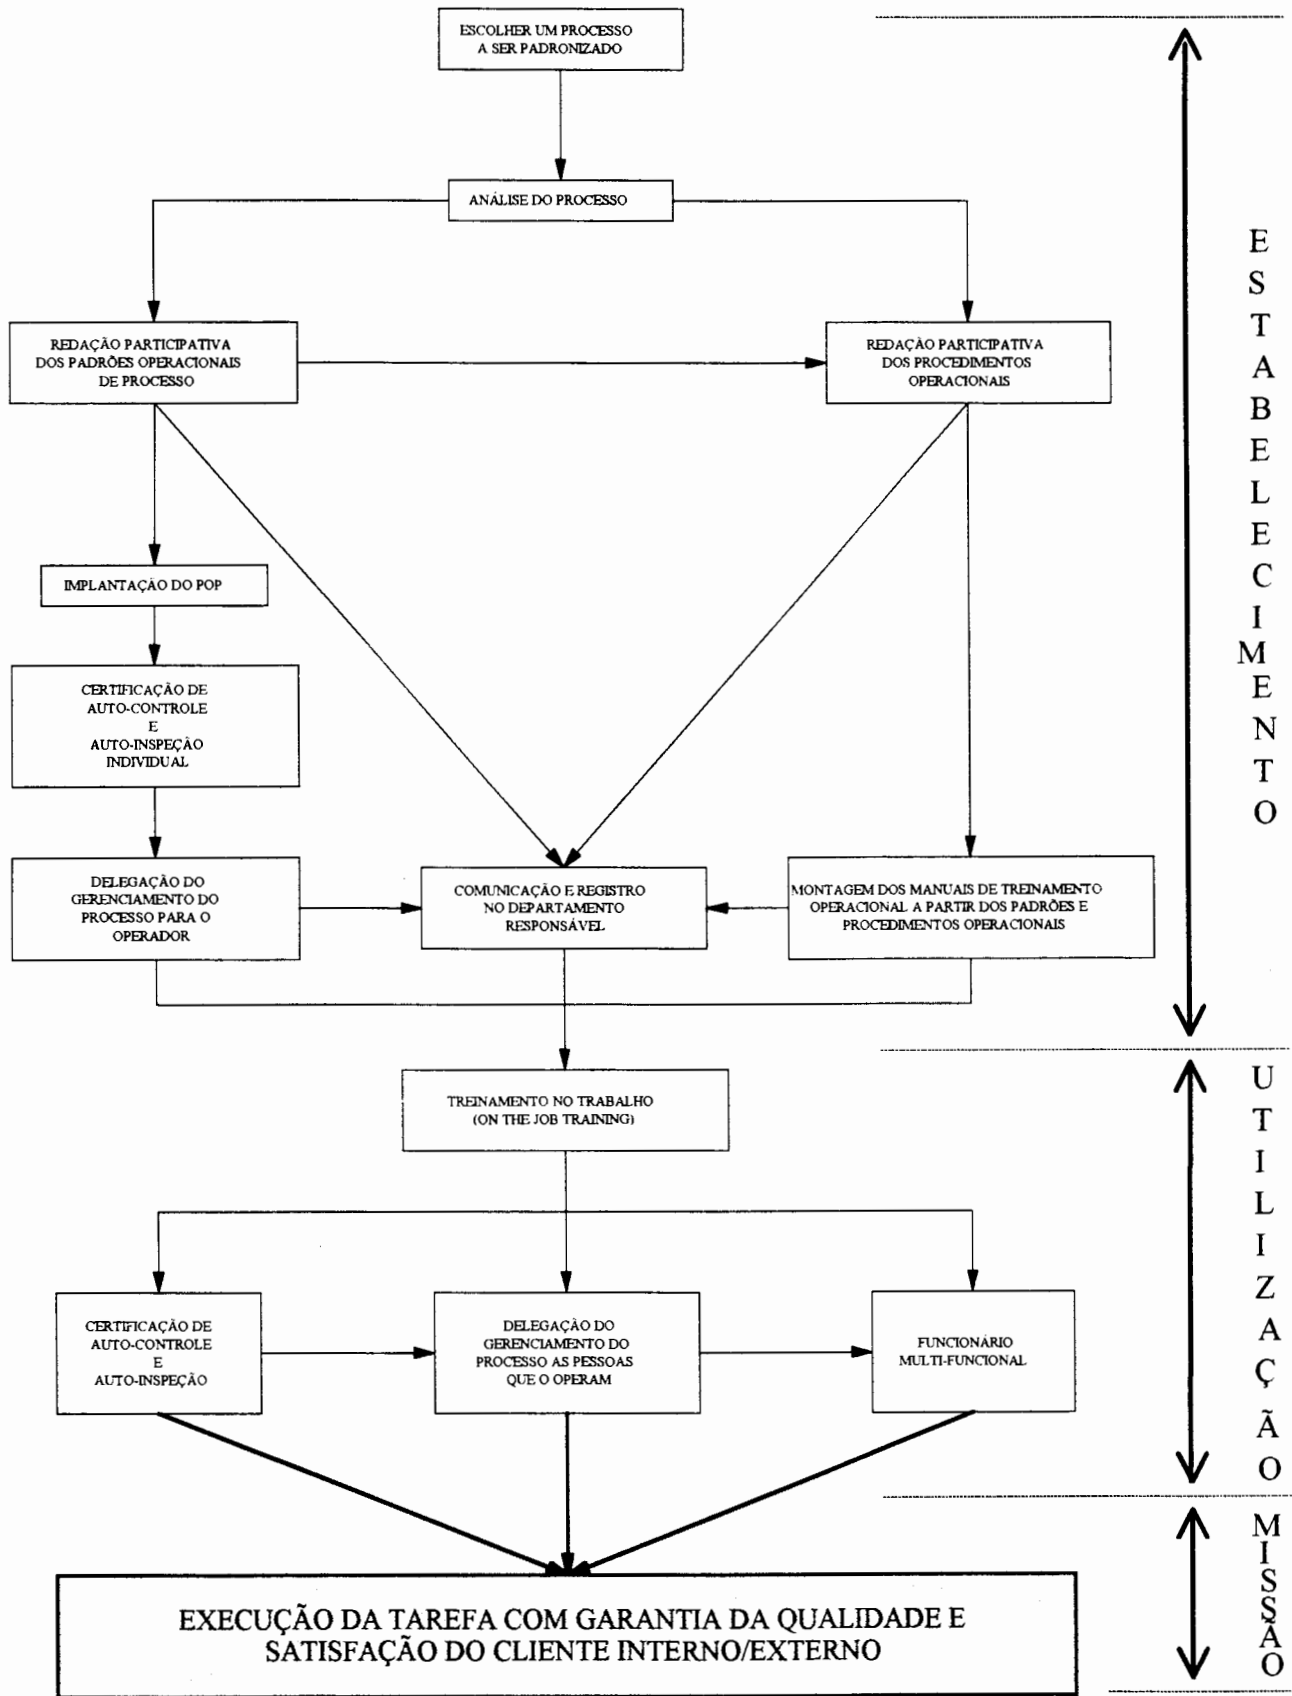 ESCOLHER UM PROCESSO
A SER PADRONIZADO
ANÁLISE DO PROCESSO
REDAÇÃO PARTICIPATIVA
DOS PADRÕES OPERACIONAIS
DE PROCESSO
REDAÇÃO PARTICIPATIVA
DOS PROCEDIMENTOS
OPERACIONAIS
IMPLANTAÇÃO DO POP
CERTIFICAÇÃO DE
AUTO-CONTROLE
E
AUTO-INSPEÇÃO
INDIVIDUAL
DELEGAÇÃO DO
GERENCIAMENTO DO
PROCESSO PARA O
OPERADOR
COMUNICAÇÃO E REGISTRO
NO DEPARTAMENTO
RESPONSÁVEL
MONTAGEM DOS MANUAIS DE TREINAMENTO
OPERACIONAL A PARTIR DOS PADRÕES E
PROCEDIMENTOS OPERACIONAIS
ESTABELECIMENTO
TREINAMENTO NO TRABALHO
(ON THE JOB TRAINING)
CERTIFICAÇÃO DE
AUTO-CONTROLE
E
AUTO-INSPEÇÃO
DELEGAÇÃO DO
GERENCIAMENTO DO
PROCESSO AS PESSOAS
QUE O OPERAM
FUNCIONÁRIO
MULTI-FUNCIONAL
UTILIZAÇÃO
EXECUÇÃO DA TAREFA COM GARANTIA DA QUALIDADE E
SATISFAÇÃO DO CLIENTE INTERNO/EXTERNO
MISSÃO